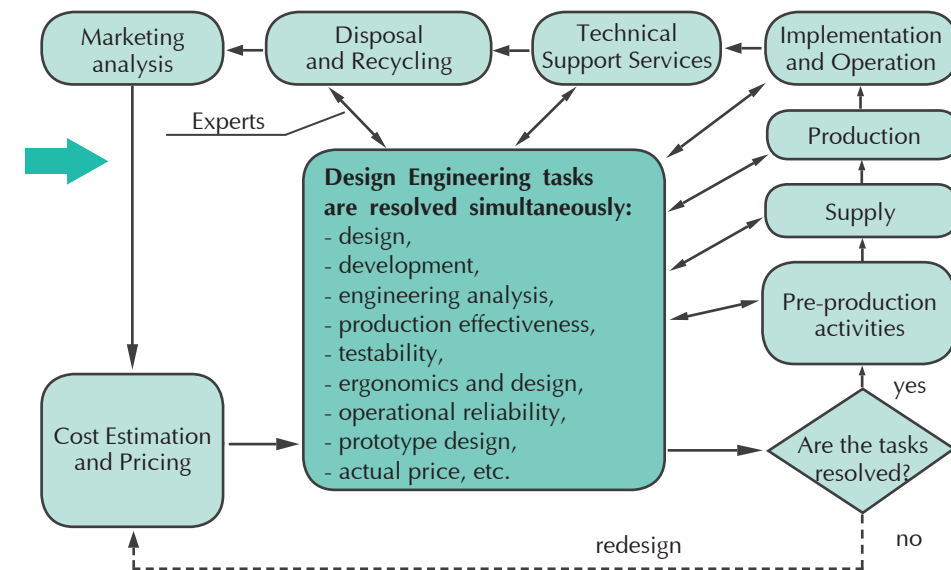 Marketing
analysis
Disposal
and Recycling
Technical
Support Services
Implementation
and Operation
Experts
Production
Supply
Pre-production
activities
Design Engineering tasks
are resolved simultaneously:
- design,
- development,
- engineering analysis,
- production effectiveness,
- testability,
- ergonomics and design,
- operational reliability,
- prototype design,
- actual price, etc.
Cost Estimation
and Pricing
yes
Are the tasks
resolved?
no
redesign